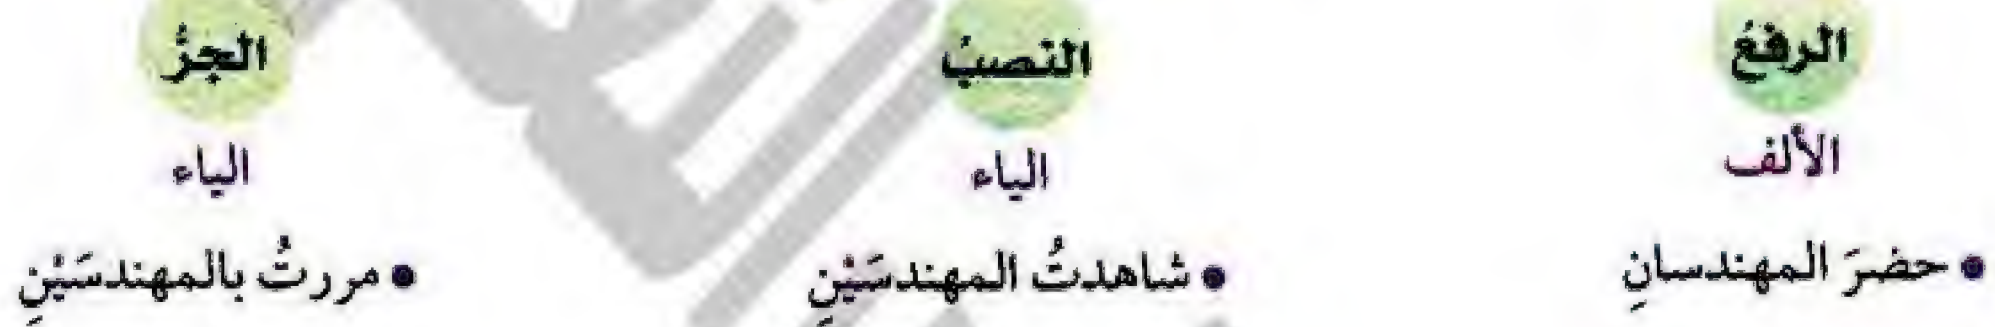 الرفعُ النصبُ الجرُّ
الألف الياء الياء
• حضرَ المهندسانِ • شاهدتُ المهندسَيْنِ • مررتُ بالمهندسَيْنِ